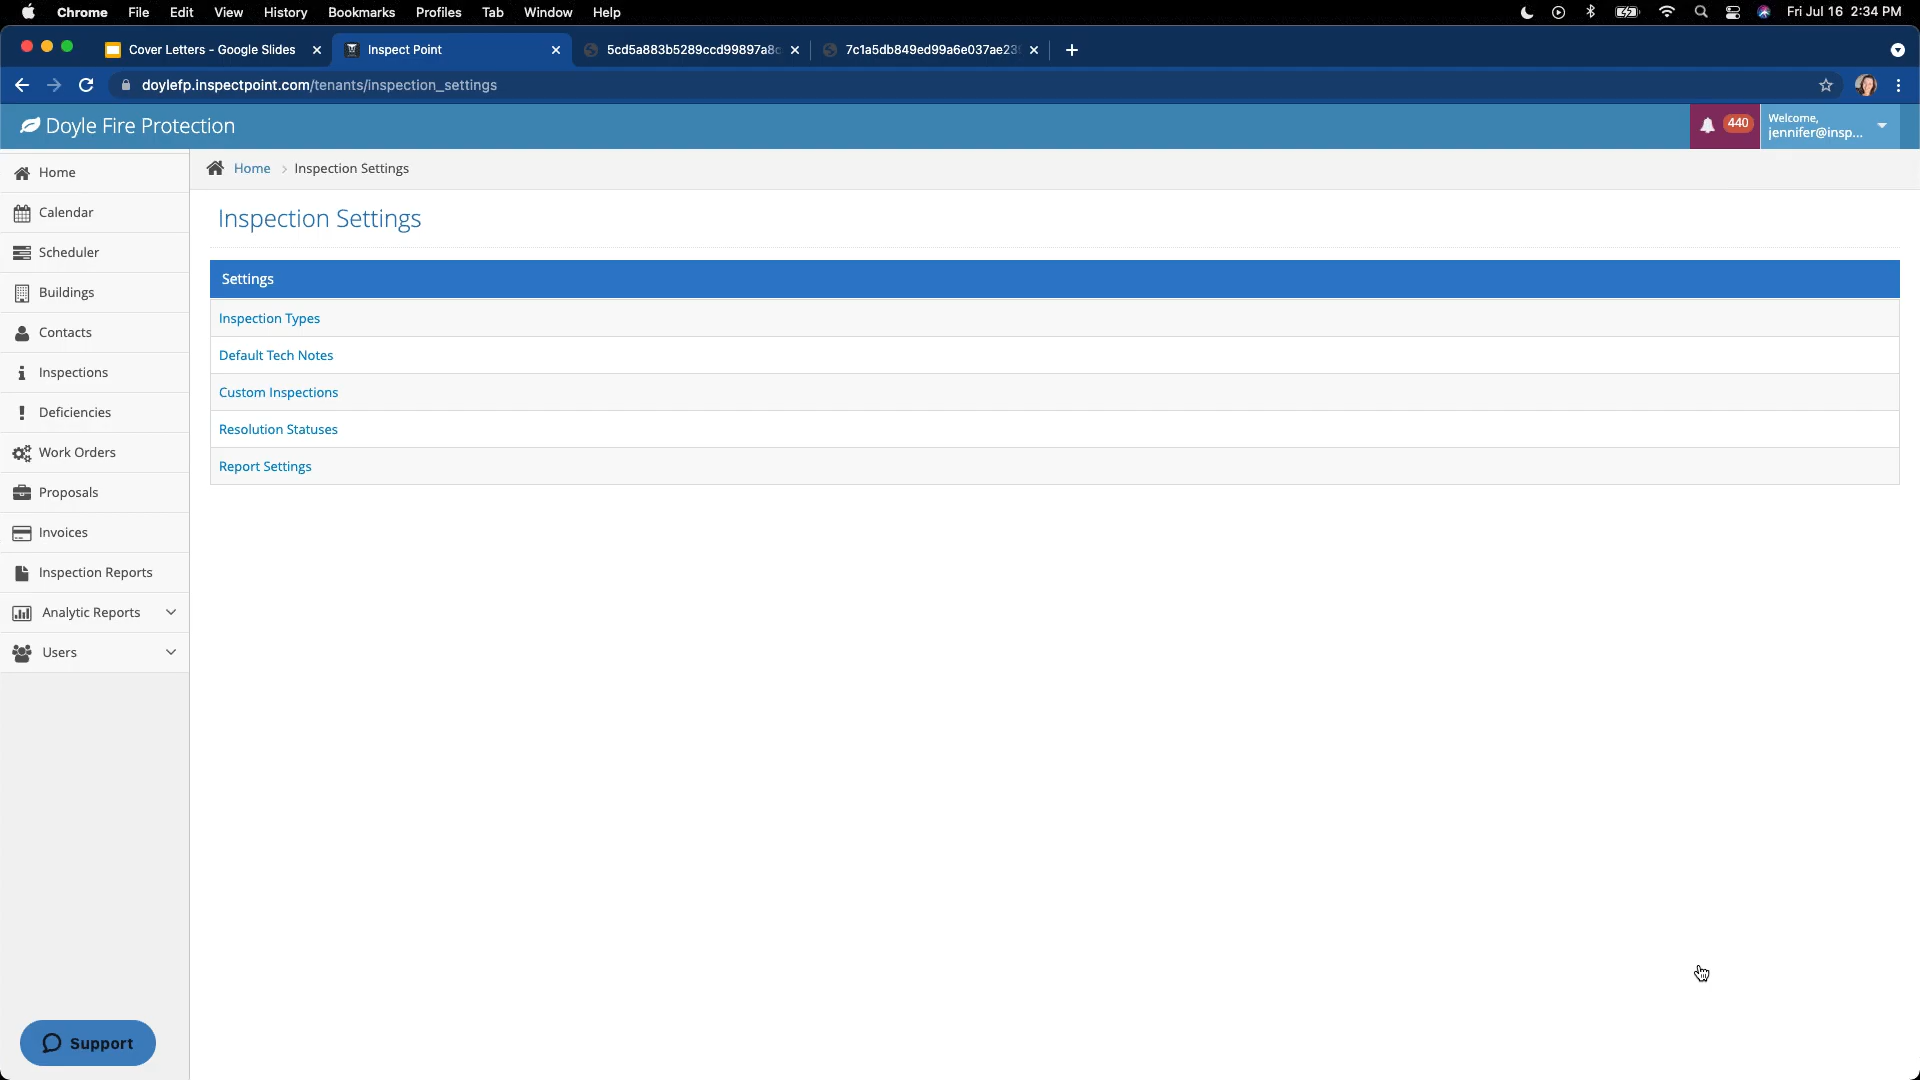 Chrome File Edit View History Bookmarks Profiles Tab Window Help Fri Jul 16 2:34 PM
Cover Letters - Google Slides Inspect Point 5cd5a883b5289ccd99897a8c 7c1a5db849ed99a6e037ae23
doylefp.inspectpoint.com/tenants/inspection_settings
Doyle Fire Protection 440 Welcome,
jennifer@insp...
Home
Calendar
Scheduler
Buildings
Contacts
Inspections
Deficiencies
Work Orders
Proposals
Invoices
Inspection Reports
Analytic Reports
Users
Support
Home > Inspection Settings
Inspection Settings
Settings
Inspection Types
Default Tech Notes
Custom Inspections
Resolution Statuses
Report Settings